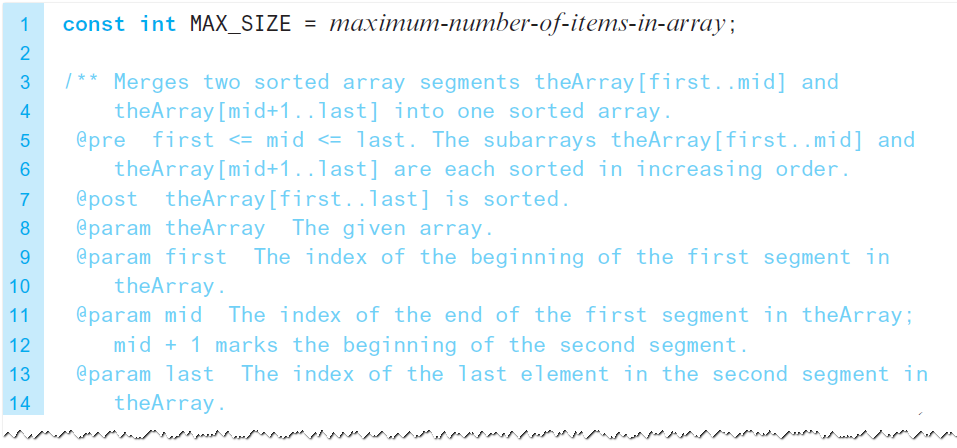 1 const int MAX_SIZE = maximum-number-of-items-in-array;
2
3 /** Merges two sorted array segments theArray[first..mid] and
4 theArray[mid+1..last] into one sorted array.
5 @pre first <= mid <= last. The subarrays theArray[first..mid] and
6 theArray[mid+1..last] are each sorted in increasing order.
7 @post theArray[first..last] is sorted.
8 @param theArray The given array.
9 @param first The index of the beginning of the first segment in
10 theArray.
11 @param mid The index of the end of the first segment in theArray;
12 mid + 1 marks the beginning of the second segment.
13 @param last The index of the last element in the second segment in
14 theArray.